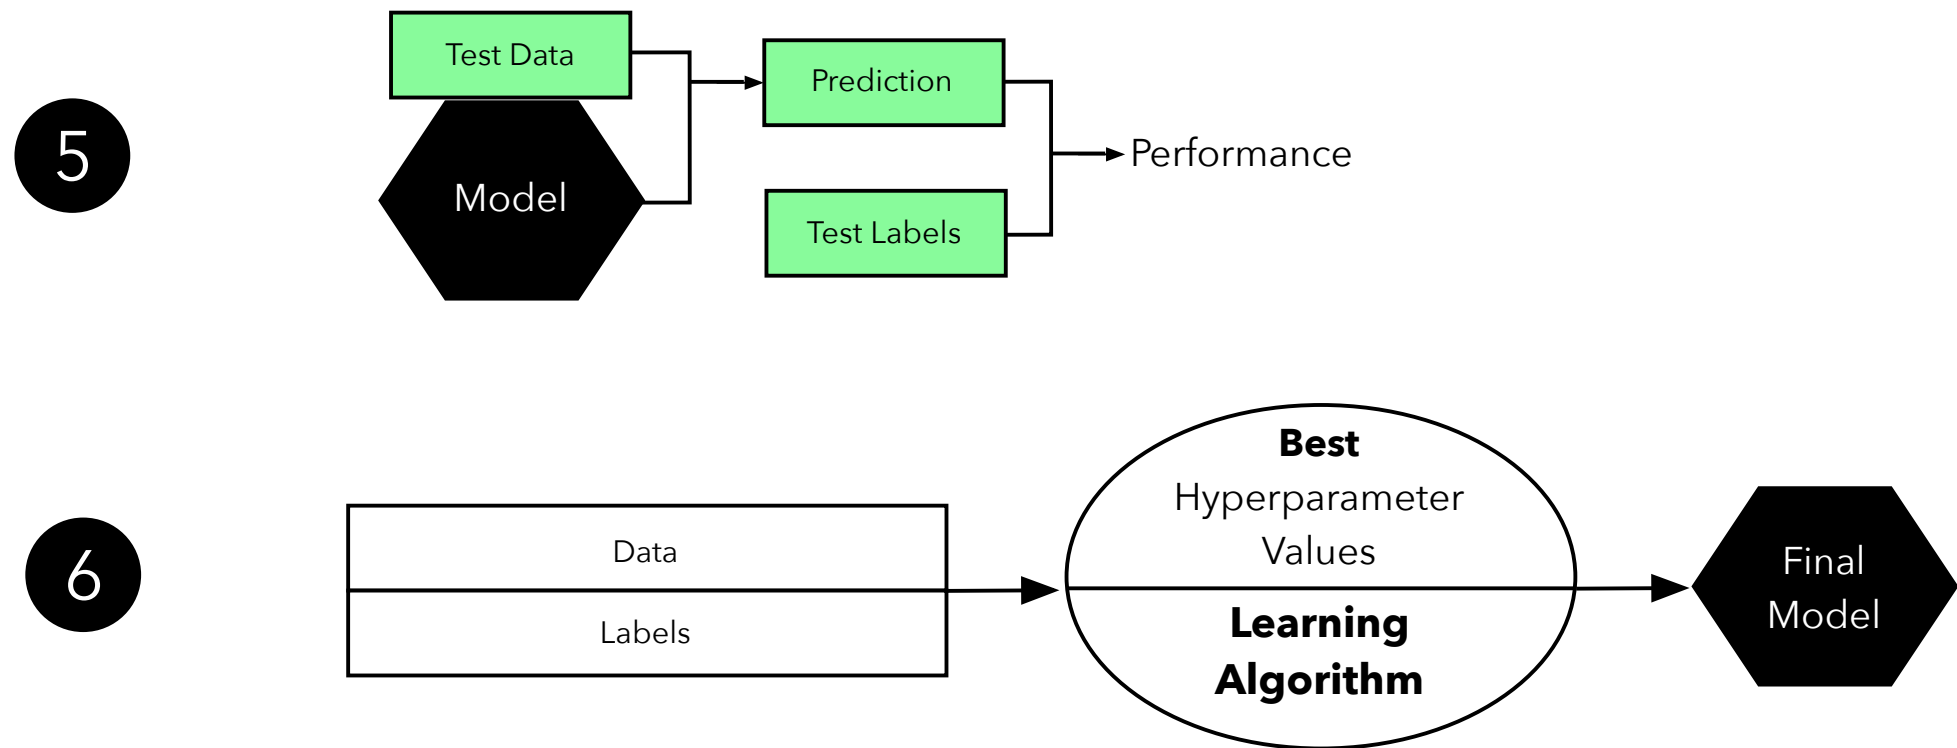 5
Test Data
Model
Prediction
Test Labels
Performance
6
Data
Labels
Best
Hyperparameter
Values
Learning
Algorithm
Final
Model